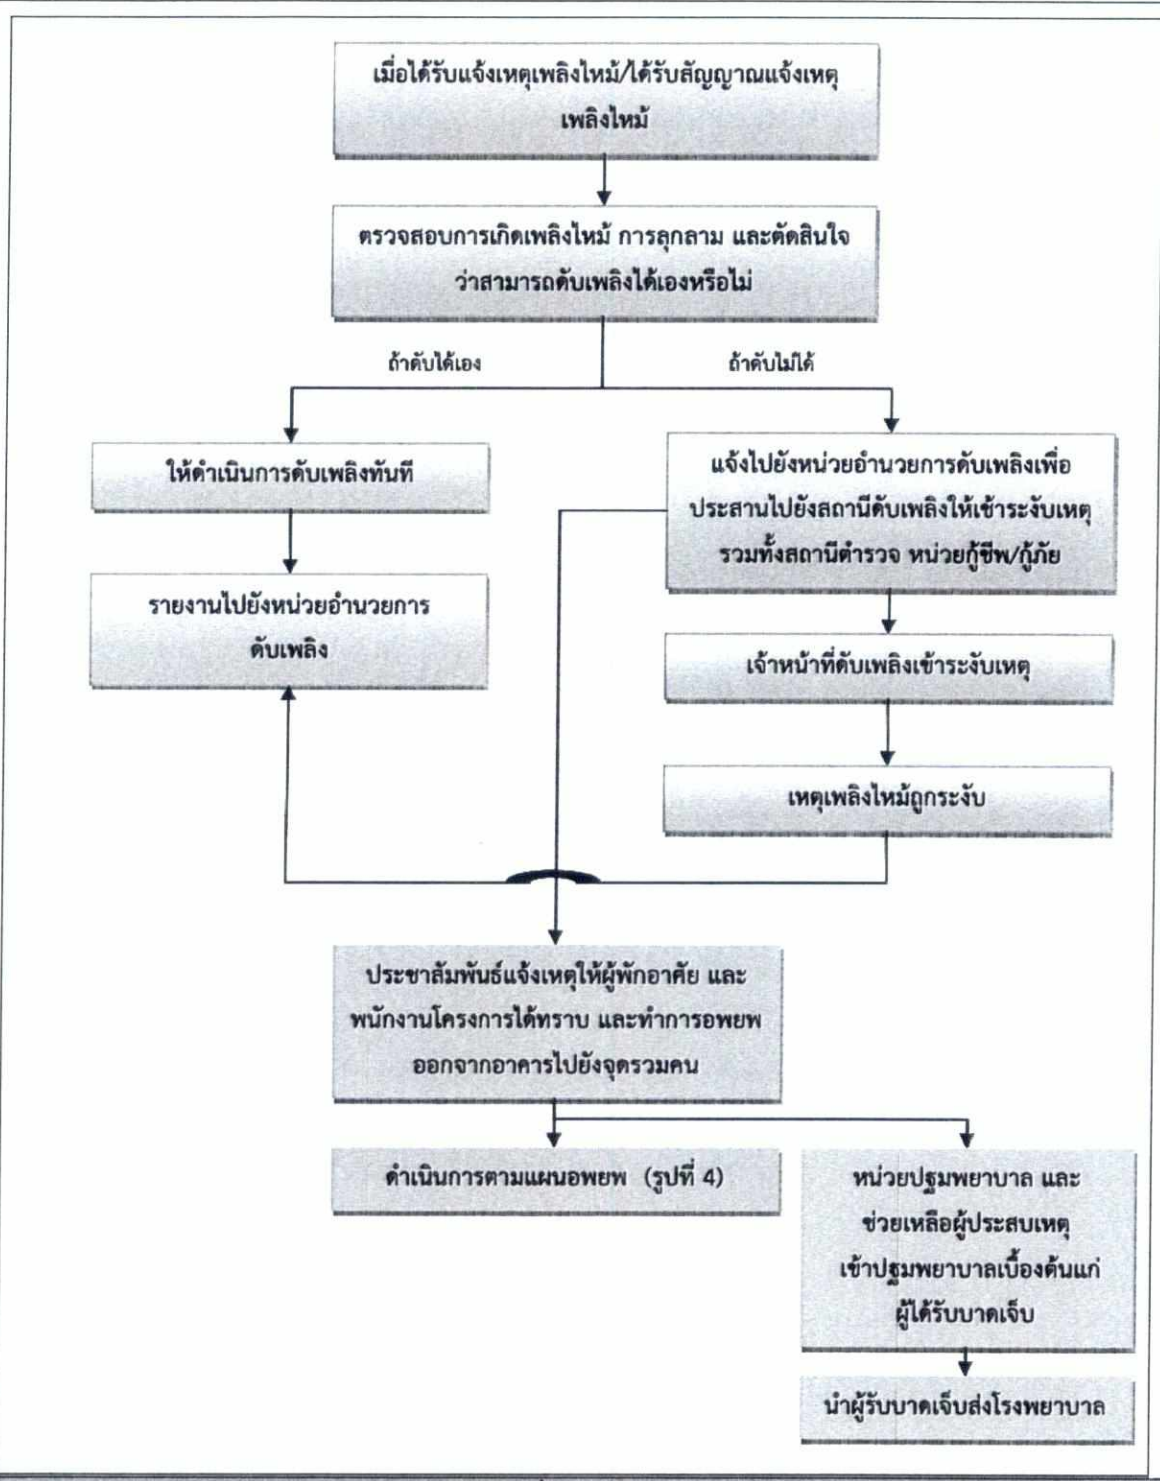 เมื่อได้รับแจ้งเหตุเพลิงไหม้/ได้รับสัญญาณแจ้งเหตุ
เพลิงไหม้
ตรวจสอบการเกิดเพลิงไหม้ การลุกลาม และตัดสินใจ
ว่าสามารถดับเพลิงได้เองหรือไม่
ถ้าดับได้เอง
ถ้าดับไม่ได้
ให้ดำเนินการดับเพลิงทันที
รายงานไปยังหน่วยอำนวยการ
ดับเพลิง
แจ้งไปยังหน่วยอำนวยการดับเพลิงเพื่อ
ประสานไปยังสถานีดับเพลิงให้เข้าระงับเหตุ
รวมทั้งสถานีตำรวจ หน่วยกู้ชีพ/กู้ภัย
เจ้าหน้าที่ดับเพลิงเข้าระงับเหตุ
เหตุเพลิงไหม้ถูกระงับ
ประชาสัมพันธ์แจ้งเหตุให้ผู้พักอาศัย และ
พนักงานโครงการได้ทราบ และทำการอพยพ
ออกจากอาคารไปยังจุดรวมคน
ดำเนินการตามแผนอพยพ (รูปที่ 4)
หน่วยปฐมพยาบาล และ
ช่วยเหลือผู้ประสบเหตุ
เข้าปฐมพยาบาลเบื้องต้นแก่
ผู้ได้รับบาดเจ็บ
นำผู้รับบาดเจ็บส่งโรงพยาบาล